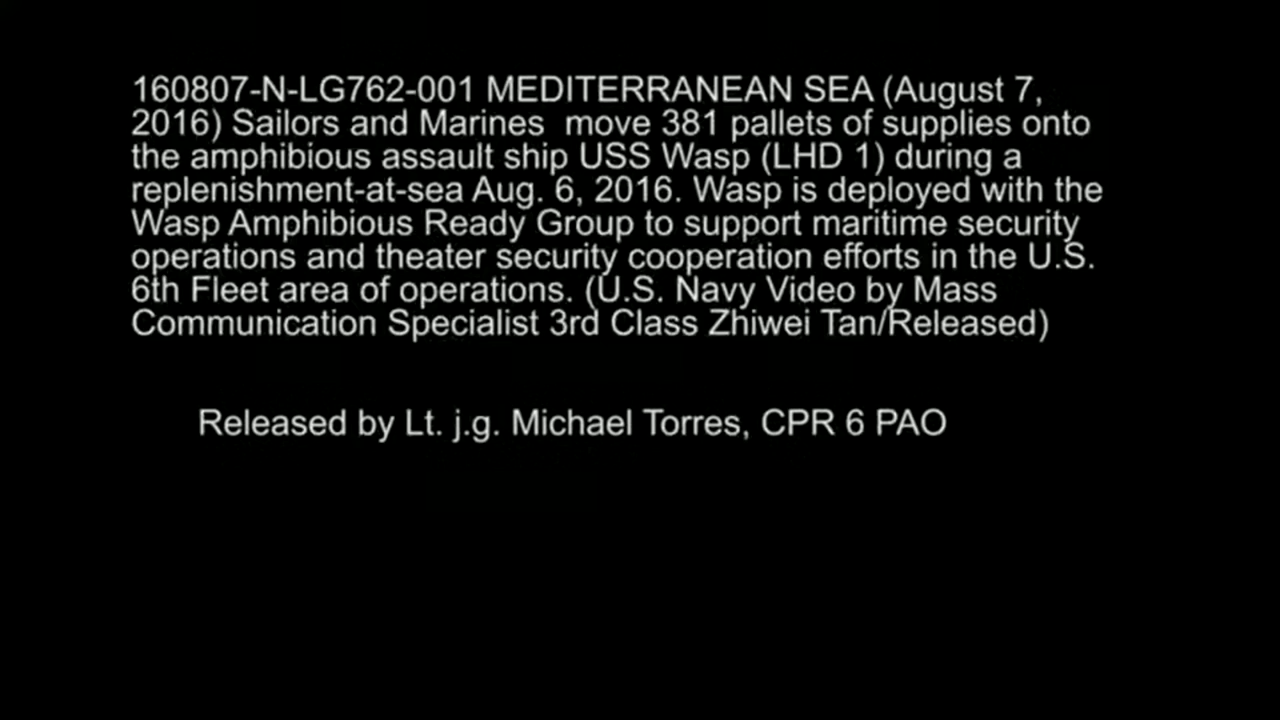 160807-N-LG762-001 MEDITERRANEAN SEA (August 7,
2016) Sailors and Marines  move 381 pallets of supplies onto
the amphibious assault ship USS Wasp (LHD 1) during a
replenishment-at-sea Aug. 6, 2016. Wasp is deployed with the
Wasp Amphibious Ready Group to support maritime security
operations and theater security cooperation efforts in the U.S.
6th Fleet area of operations. (U.S. Navy Video by Mass
Communication Specialist 3rd Class Zhiwei Tan/Released)
Released by Lt. j.g. Michael Torres, CPR 6 PAO